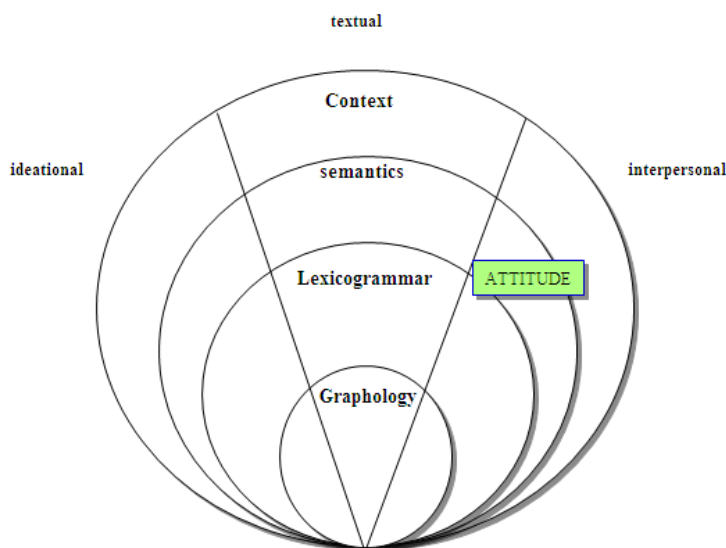 textual
Context
ideational
semantics
interpersonal
Lexicogrammar
ATTITUDE
Graphology